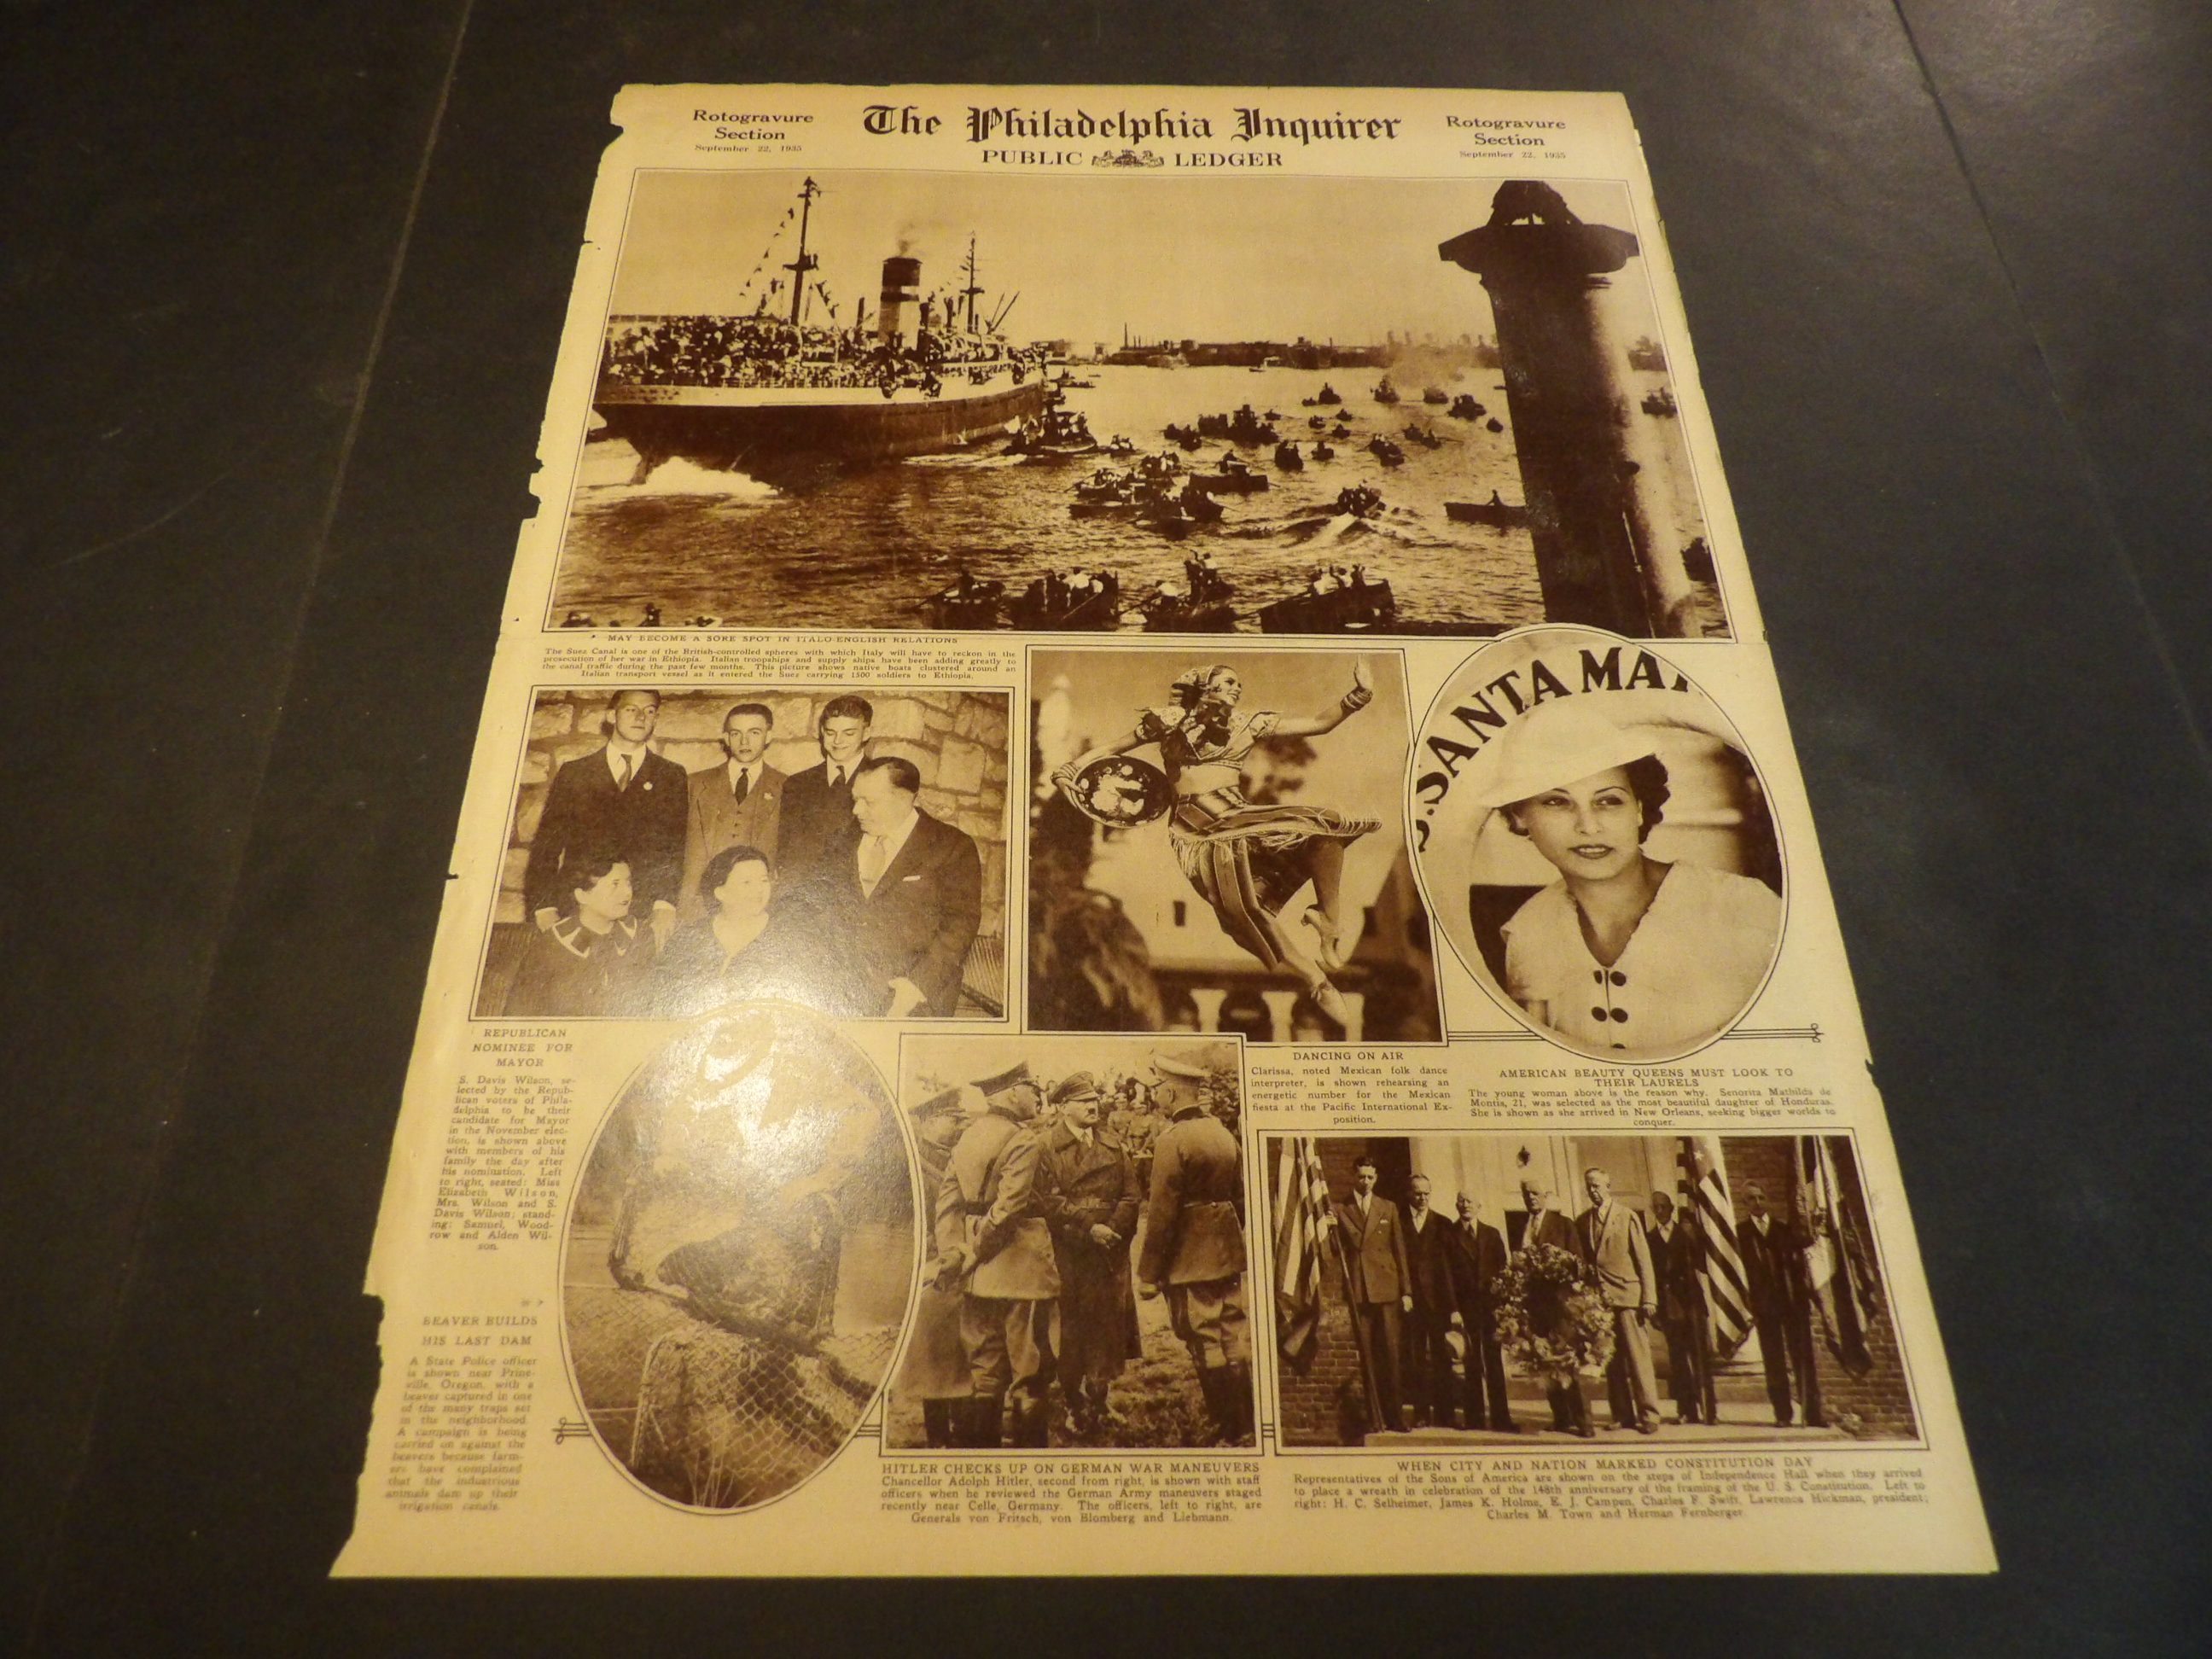 Rotogravure
Section
September 22, 1935
The Philadelphia Inquirer
PUBLIC LEDGER
Rotogravure
Section
September 22, 1935
MAY BECOME A SORE SPOT IN ITALO-ENGLISH RELATIONS
The Suez Canal is one of the British-controlled spheres with which Italy will have to reckon in the
prosecution of her war in Ethiopia. Italian troopships and supply ships have been adding greatly to
the canal traffic during the past few months. This picture shows native boats clustered around an
Italian transport vessel as it entered the Suez carrying 1500 soldiers to Ethiopia.
S. SANTA MA
REPUBLICAN
NOMINEE FOR
MAYOR
S. Davis Wilson, se-
lected by the Repub-
lican voters of Phila-
delphia to be their
candidate for Mayor
in the November elec-
tion, is shown above
with members of his
family the day after
his nomination. Left
to right, seated: Miss
Elizabeth Wilson,
Mrs. Wilson and S.
Davis Wilson; stand-
ing: Samuel, Wood-
row and Alden Wil-
son.
BEAVER BUILDS
HIS LAST DAM
A State Police officer
is shown near Prine-
ville, Oregon, with a
beaver captured in one
of the many traps set
in the neighborhood.
A campaign is being
carried on against the
beavers because farm-
ers have complained
that the industrious
animals dam up their
irrigation canals.
DANCING ON AIR
Clarissa, noted Mexican folk dance
interpreter, is shown rehearsing an
energetic number for the Mexican
fiesta at the Pacific International Ex-
position.
AMERICAN BEAUTY QUEENS MUST LOOK TO
THEIR LAURELS
The young woman above is the reason why. Senorita Mathilda de
Montis, 21, was selected as the most beautiful daughter of Honduras.
She is shown as she arrived in New Orleans, seeking bigger worlds to
conquer.
HITLER CHECKS UP ON GERMAN WAR MANEUVERS
Chancellor Adolph Hitler, second from right, is shown with staff
officers when he reviewed the German Army maneuvers staged
recently near Celle, Germany. The officers, left to right, are
Generals von Fritsch, von Blomberg and Liebmann.
WHEN CITY AND NATION MARKED CONSTITUTION DAY
Representatives of the Sons of America are shown on the steps of Independence Hall when they arrived
to place a wreath in celebration of the 148th anniversary of the framing of the U. S. Constitution. Left to
right: H. C. Selheimer, James K. Holme, E. J. Campen, Charles F. Swift, Lawrence Hickman, president;
Charles M. Town and Herman Fernberger.